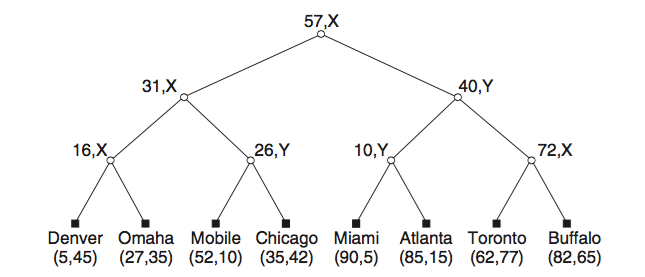 57,X
31,X 40,Y
16,X 26,Y 10,Y 72,X
Denver Omaha Mobile Chicago Miami Atlanta Toronto Buffalo
(5,45) (27,35) (52,10) (35,42) (90,5) (85,15) (62,77) (82,65)